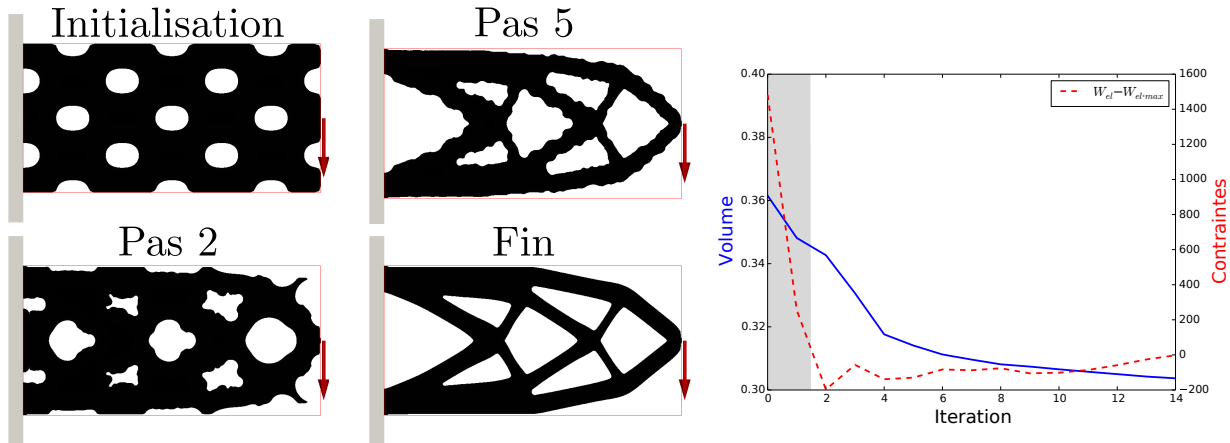 Initialisation
Pas 5
Pas 2
Fin
0.40
0.38
0.36
0.34
0.32
0.30
Volume
0 2 4 6 8 10 12 14
Iteration
1600
1400
1200
1000
800
600
400
200
0
−200
Contraintes
W_el−W_el,max